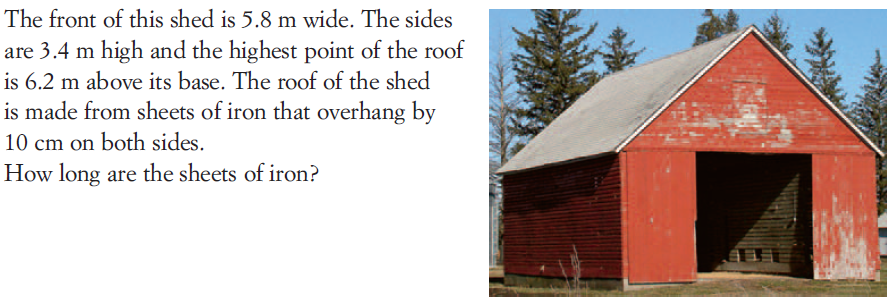 The front of this shed is 5.8 m wide. The sides
are 3.4 m high and the highest point of the roof
is 6.2 m above its base. The roof of the shed
is made from sheets of iron that overhang by
10 cm on both sides.
How long are the sheets of iron?